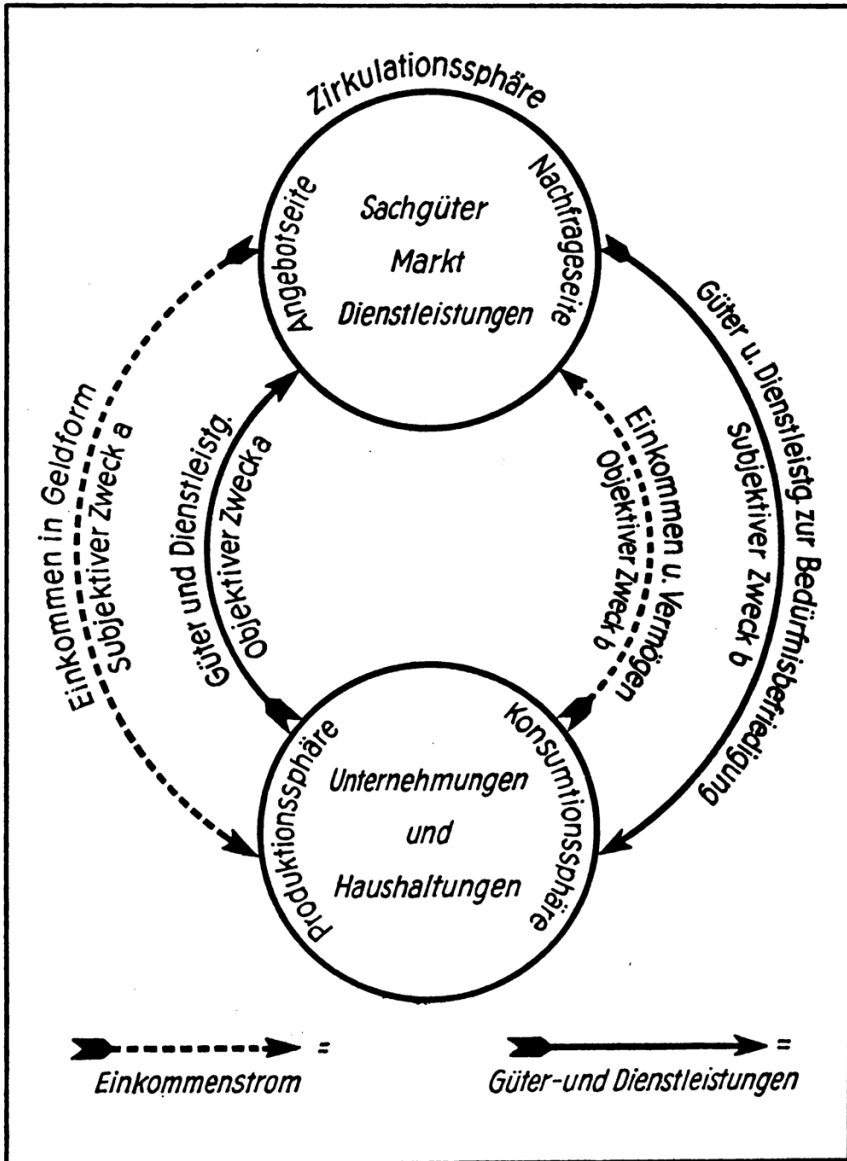 Zirkulationssphäre
Angebotseite
Sachgüter
Markt
Dienstleistungen
Nachfrageseite
Einkommen in Geldform
Subjektiver Zweck a
Güter und Dienstleistg.
Objektiver Zweck a
Einkommen u. Vermögen
Objektiver Zweck b
Güter u. Dienstleistg. zur Bedürfnisbefriedigung
Subjektiver Zweck b
Produktionssphäre
Unternehmungen
und
Haushaltungen
Konsumtionssphäre
=
Einkommenstrom
=
Güter-und Dienstleistungen